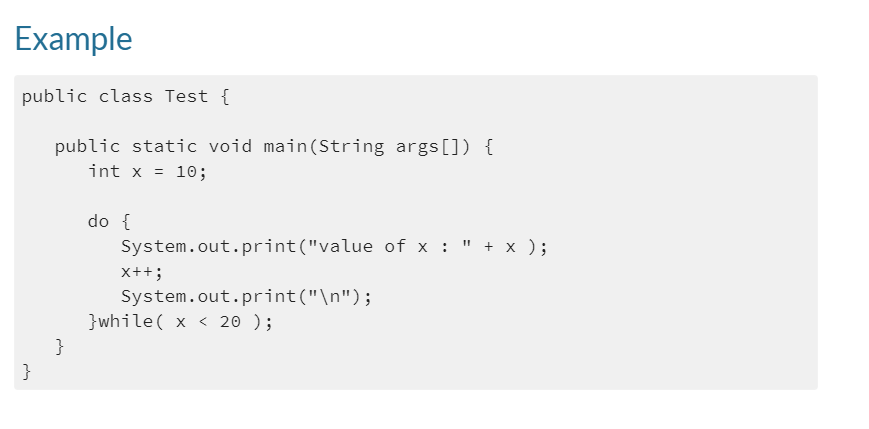 Example
public class Test {
public static void main(String args[]) {
int x = 10;
do {
System.out.print("value of x : " + x );
x++;
System.out.print("\n");
}while( x < 20 );
}
}